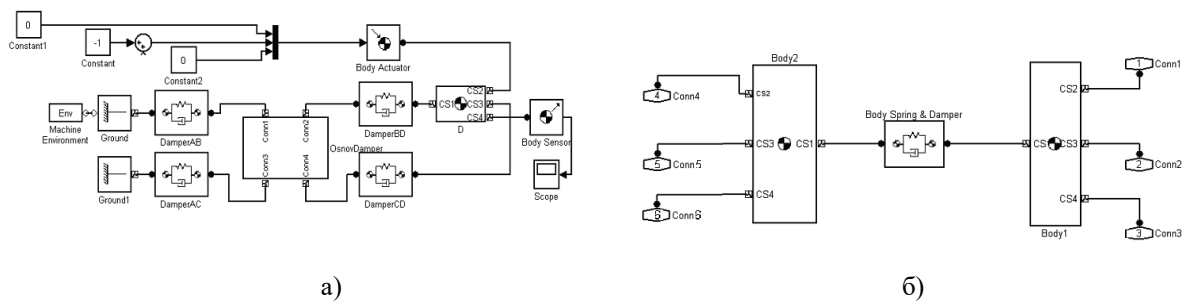 0
Constant1
-1
Constant
0
Constant2
Body Actuator
Env
Machine
Environment
Ground
DamperAB
Conn1
Conn2
Conn3
Conn4
OsnovDamper
DamperBD
CS1
CS2
CS3
CS4
D
Body Sensor
Scope
Ground1
DamperAC
DamperCD
а)
Body2
4
Conn4
cs2
5
Conn5
CS3
CS1
6
Conn6
CS4
Body Spring & Damper
1
Conn1
CS2
CS
CS3
2
Conn2
CS4
3
Conn3
Body1
б)